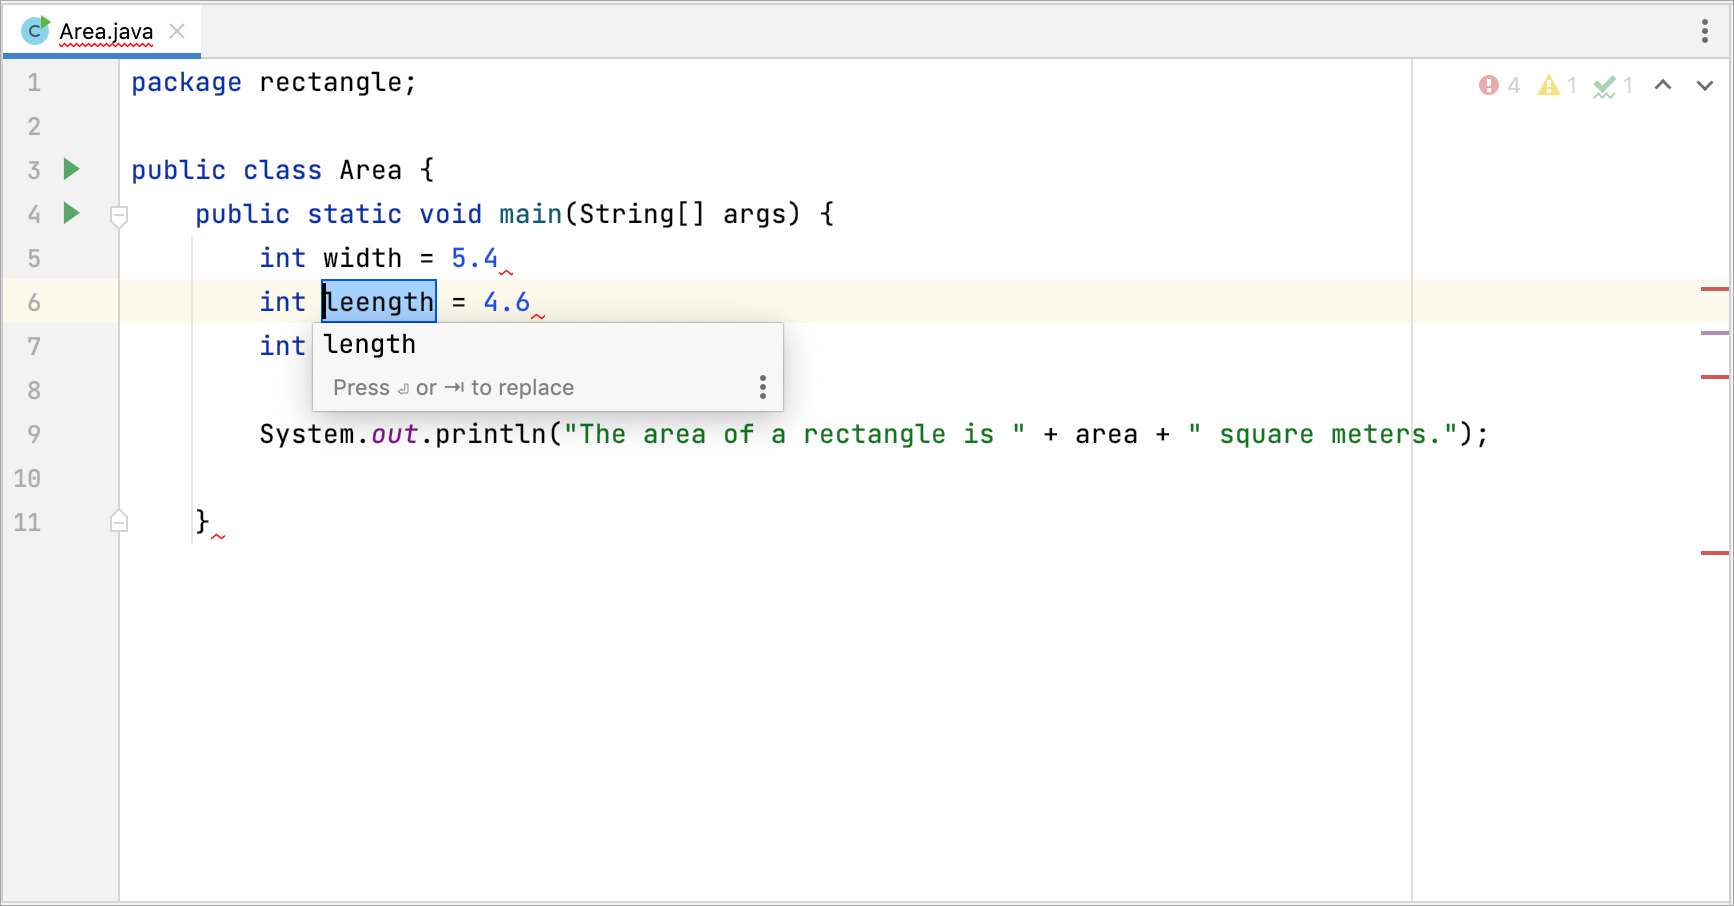 C Area.java
4 1 1
1 package rectangle;
2
3 public class Area {
4 public static void main(String[] args) {
5 int width = 5.4
6 int leength = 4.6
7 int
length
Press ⏎ or ⇥ to replace
8
9 System.out.println("The area of a rectangle is " + area + " square meters.");
10
11 }